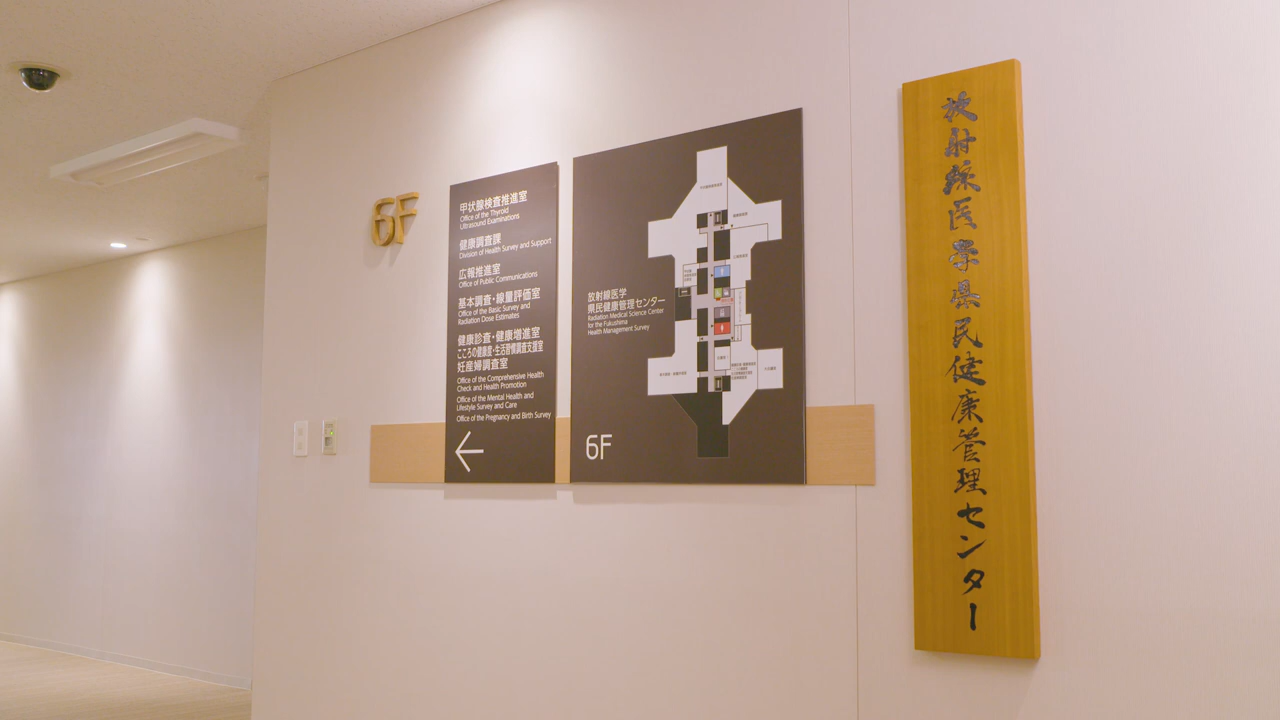 6F
甲状腺検査推進室
Office of the Thyroid
Ultrasound Examinations
健康調査課
Division of Health Survey and Support
広報推進室
Office of Public Communications
基本調査・線量評価室
Office of the Basic Survey and
Radiation Dose Estimates
健康診査・健康増進室
こころの健康度・生活習慣調査支援室
妊産婦調査室
Office of the Comprehensive Health
Check and Health Promotion
Office of the Mental Health and
Lifestyle Survey and Care
Office of the Pregnancy and Birth Survey
放射線医学
県民健康管理センター
Radiation Medical Science Center
for the Fukushima
Health Management Survey
6F
放射線医学県民健康管理センター